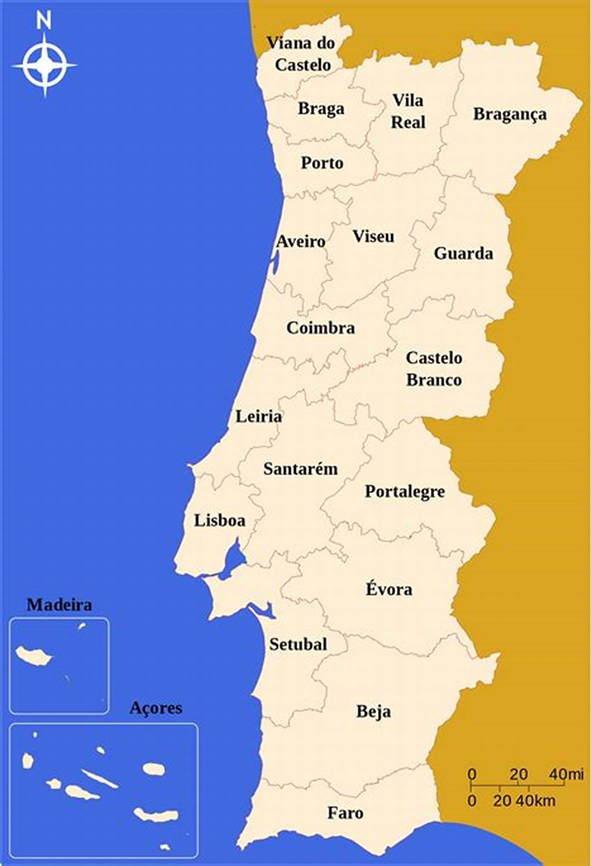 N
Viana do
Castelo
Braga
Vila
Real
Bragança
Porto
Aveiro
Viseu
Guarda
Coimbra
Castelo
Branco
Leiria
Santarém
Portalegre
Lisboa
Évora
Madeira
Setubal
Açores
Beja
0 20 40mi
0 20 40km
Faro